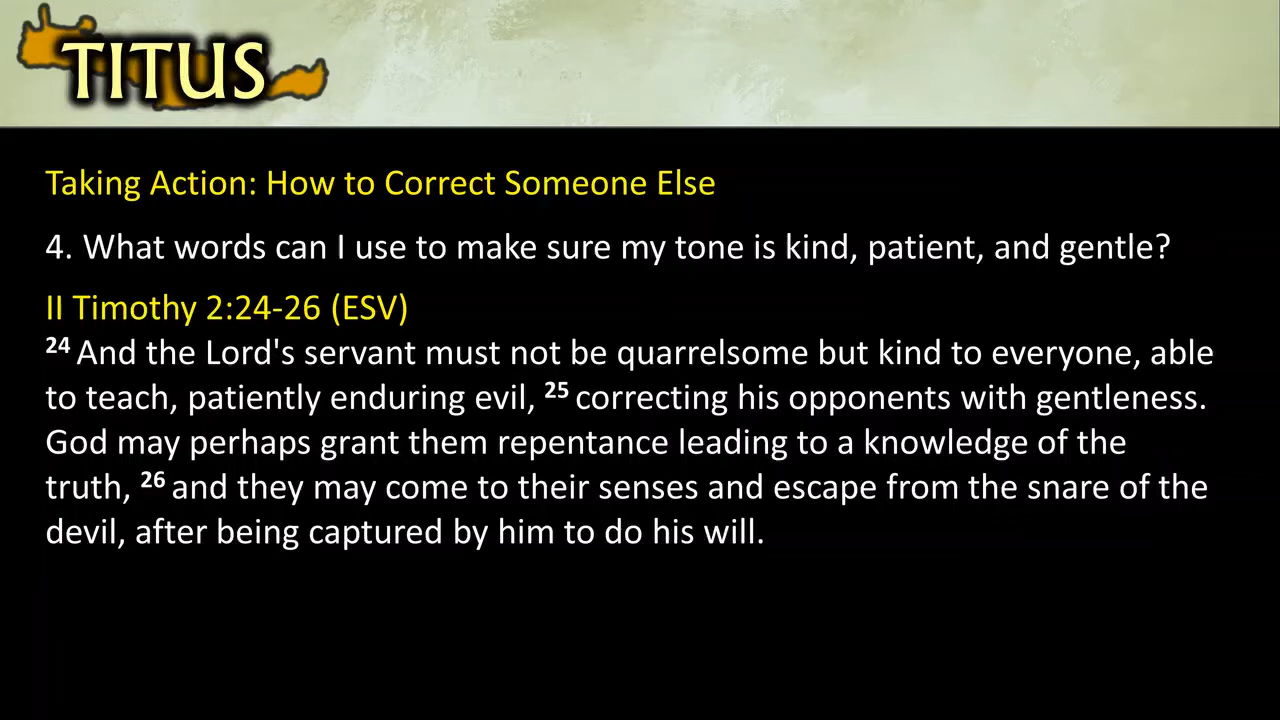 TITUS
Taking Action: How to Correct Someone Else
4. What words can I use to make sure my tone is kind, patient, and gentle?
II Timothy 2:24-26 (ESV)
24 And the Lord's servant must not be quarrelsome but kind to everyone, able
to teach, patiently enduring evil, 25 correcting his opponents with gentleness.
God may perhaps grant them repentance leading to a knowledge of the
truth, 26 and they may come to their senses and escape from the snare of the
devil, after being captured by him to do his will.